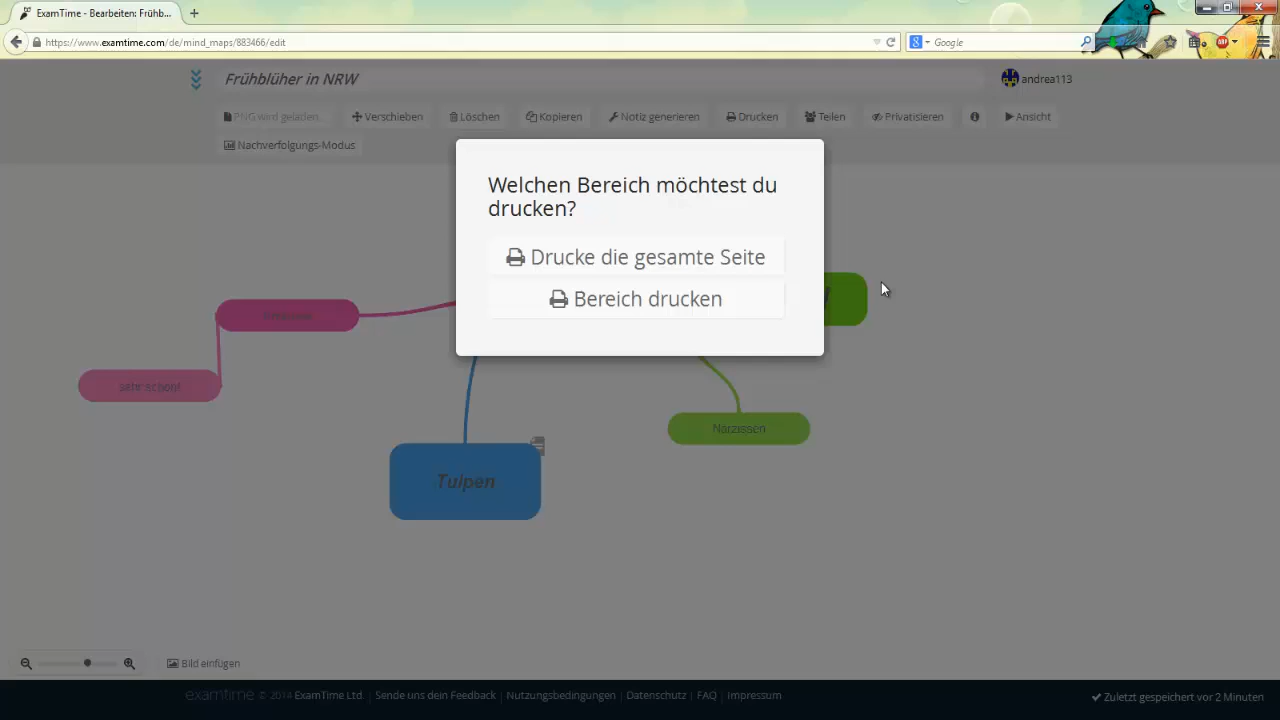 ExamTime - Bearbeiten: Frühb...
https://www.examtime.com/de/mind_maps/883466/edit
Google
Frühblüher in NRW
andrea113
PNG wird geladen...
Verschieben
Löschen
Kopieren
Notiz generieren
Drucken
Teilen
Privatisieren
Ansicht
Nachverfolgungs-Modus
Welchen Bereich möchtest du
drucken?
Drucke die gesamte Seite
Bereich drucken
sehr schön!
Narzissen
Tulpen
Bild einfügen
examtime © 2014 ExamTime Ltd. | Sende uns dein Feedback | Nutzungsbedingungen | Datenschutz | FAQ | Impressum
Zuletzt gespeichert vor 2 Minuten